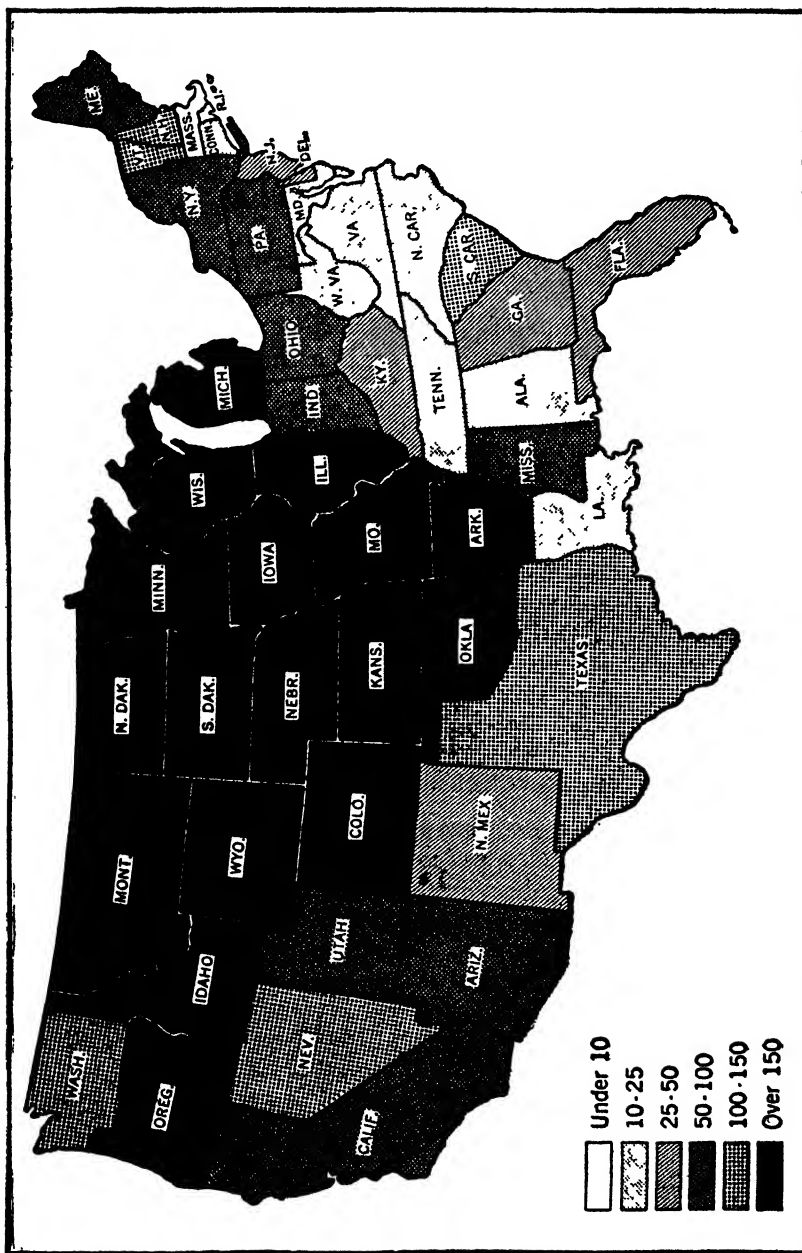 WASH.
OREG.
CALIF.
IDAHO
NEV.
UTAH
ARIZ.
MONT
WYO.
COLO.
N. MEX
N. DAK.
S. DAK.
NEBR.
KANS.
OKLA
TEXAS
MINN.
IOWA
MO.
ARK.
LA.
WIS.
ILL.
MICH.
IND.
OHIO
KY.
TENN.
MISS.
ALA.
GA.
FLA.
S. CAR.
N. CAR.
VA.
W. VA.
MD.
DEL.
PA.
N.J.
N.Y.
CONN.
R.I.
MASS.
VT.
N.H.
ME.
Under 10
10-25
25-50
50-100
100-150
Over 150